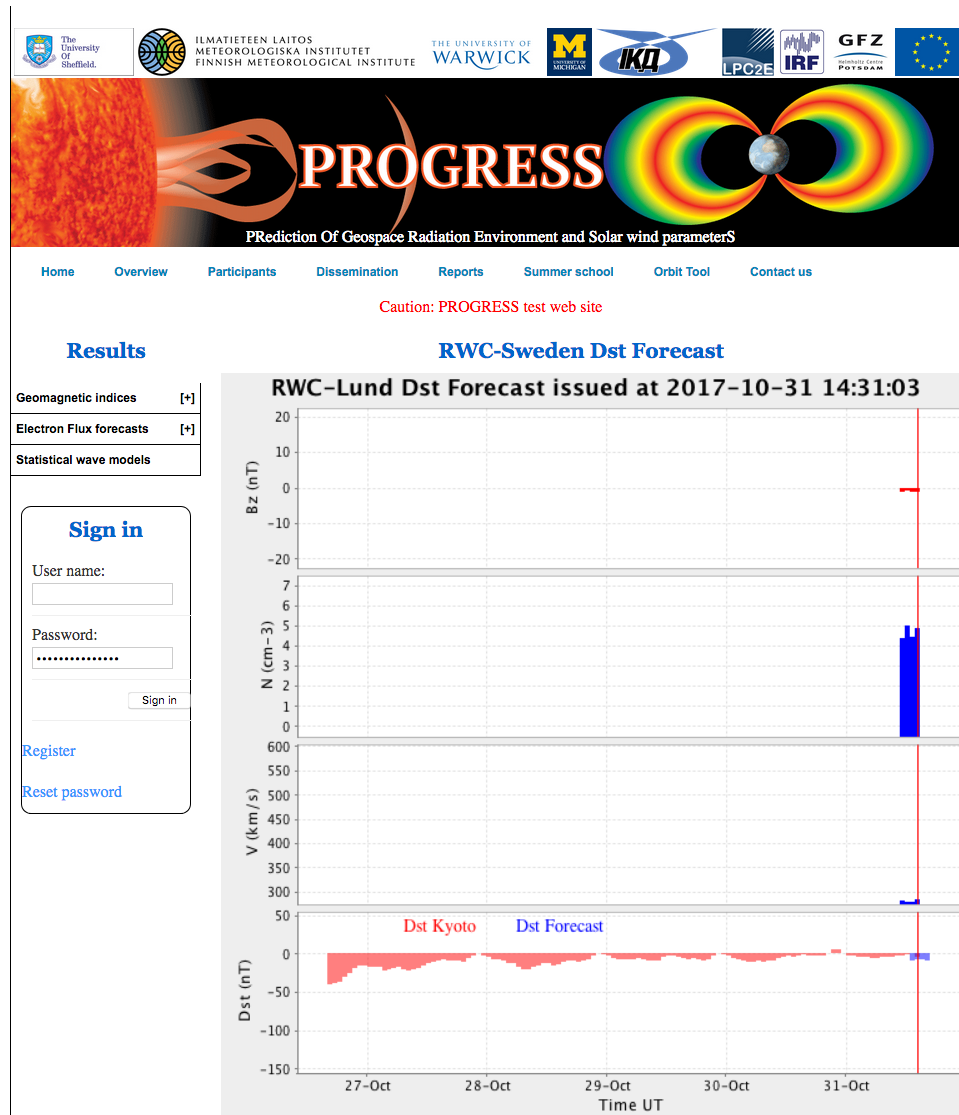 The
University
Of
Sheffield.
ILMATIETEEN LAITOS
METEOROLOGISKA INSTITUTET
FINNISH METEOROLOGICAL INSTITUTE
THE UNIVERSITY OF
WARWICK
M
UNIVERSITY OF
MICHIGAN
ІКД
LPC2E
IRF
GFZ
Helmholtz Centre
POTSDAM
PROGRESS
PRediction Of Geospace Radiation Environment and Solar wind parameterS
Home Overview Participants Dissemination Reports Summer school Orbit Tool Contact us
Caution: PROGRESS test web site
Results
Geomagnetic indices [+]
Electron Flux forecasts [+]
Statistical wave models
Sign in
User name:
Password:
•••••••••••••••
Sign in
Register
Reset password
RWC-Sweden Dst Forecast
RWC-Lund Dst Forecast issued at 2017-10-31 14:31:03
Bz (nT)
20
10
0
-10
-20
N (cm-3)
7
6
5
4
3
2
1
0
V (km/s)
600
550
500
450
400
350
300
Dst (nT)
50
0
-50
-100
-150
Dst Kyoto Dst Forecast
27-Oct 28-Oct 29-Oct 30-Oct 31-Oct
Time UT